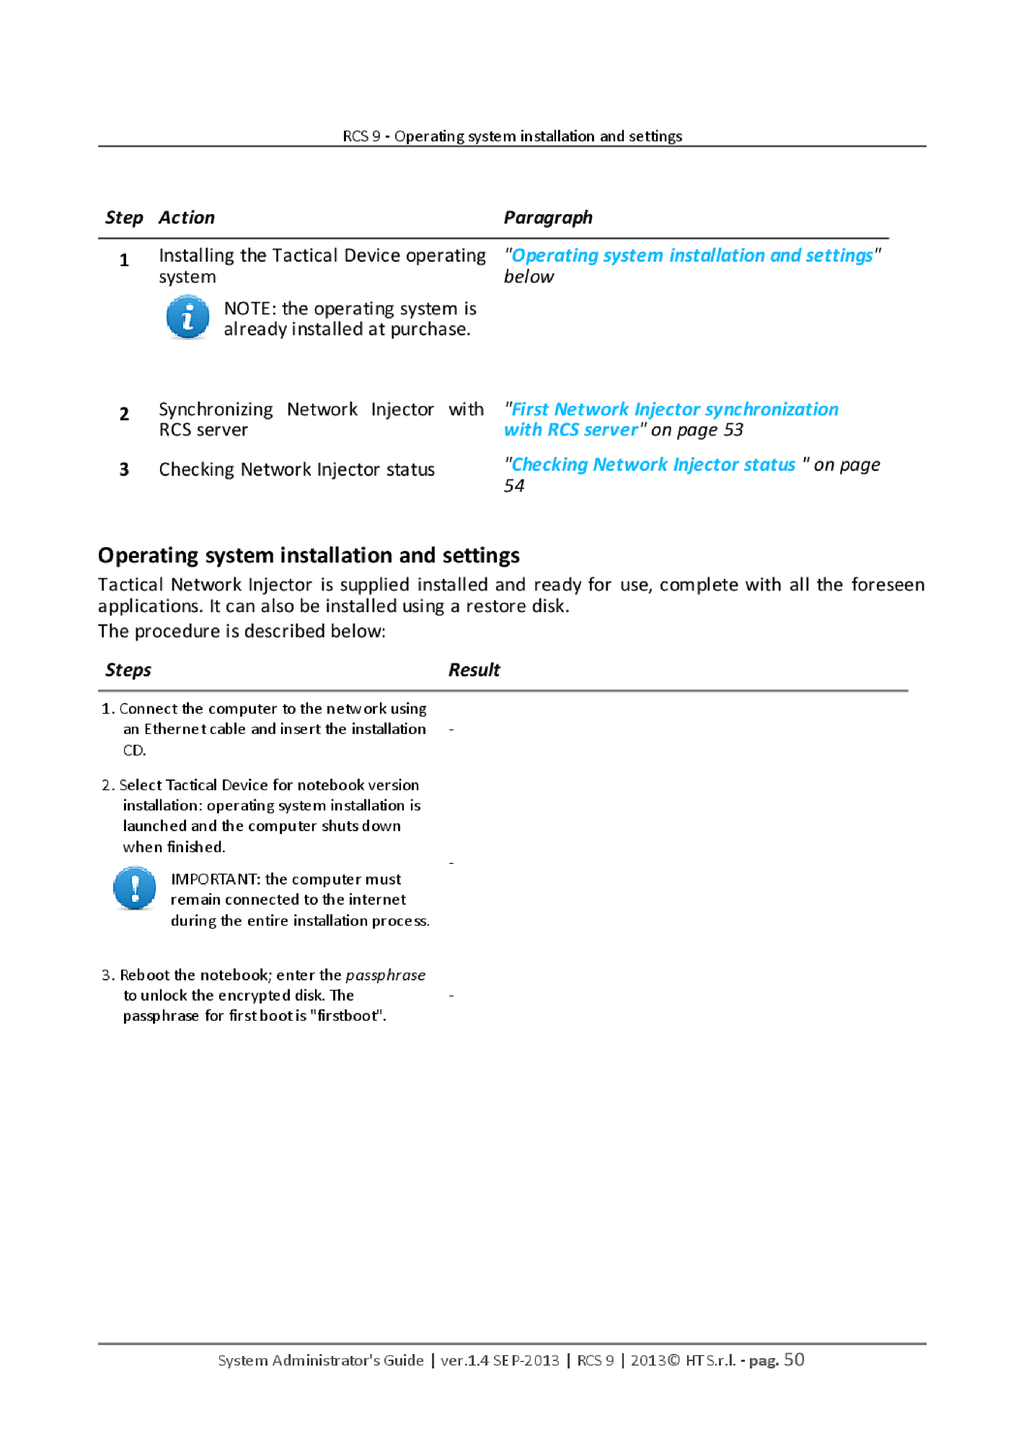 RCS 9 - Operating system installation and settings
Step Action Paragraph
1 Installing the Tactical Device operating system "Operating system installation and settings" below
NOTE: the operating system is
already installed at purchase.
2 Synchronizing Network Injector with RCS server "First Network Injector synchronization with RCS server" on page 53
3 Checking Network Injector status "Checking Network Injector status " on page 54
Operating system installation and settings
Tactical Network Injector is supplied installed and ready for use, complete with all the foreseen
applications. It can also be installed using a restore disk.
The procedure is described below:
Steps Result
1. Connect the computer to the network using
an Ethernet cable and insert the installation -
CD.
2. Select Tactical Device for notebook version
installation: operating system installation is
launched and the computer shuts down
when finished.
-
IMPORTANT: the computer must
remain connected to the internet
during the entire installation process.
3. Reboot the notebook; enter the passphrase
to unlock the encrypted disk. The -
passphrase for first boot is "firstboot".
System Administrator's Guide | ver.1.4 SEP-2013 | RCS 9 | 2013© HT S.r.l. - pag. 50